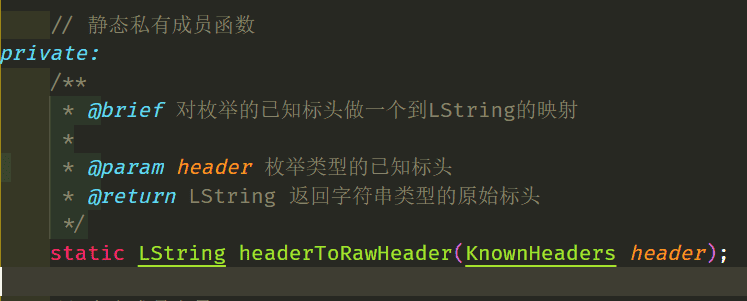 // 静态私有成员函数
private:
/**
* @brief 对枚举的已知标头做一个到LString的映射
*
* @param header 枚举类型的已知标头
* @return LString 返回字符串类型的原始标头
*/
static LString headerToRawHeader(KnownHeaders header);